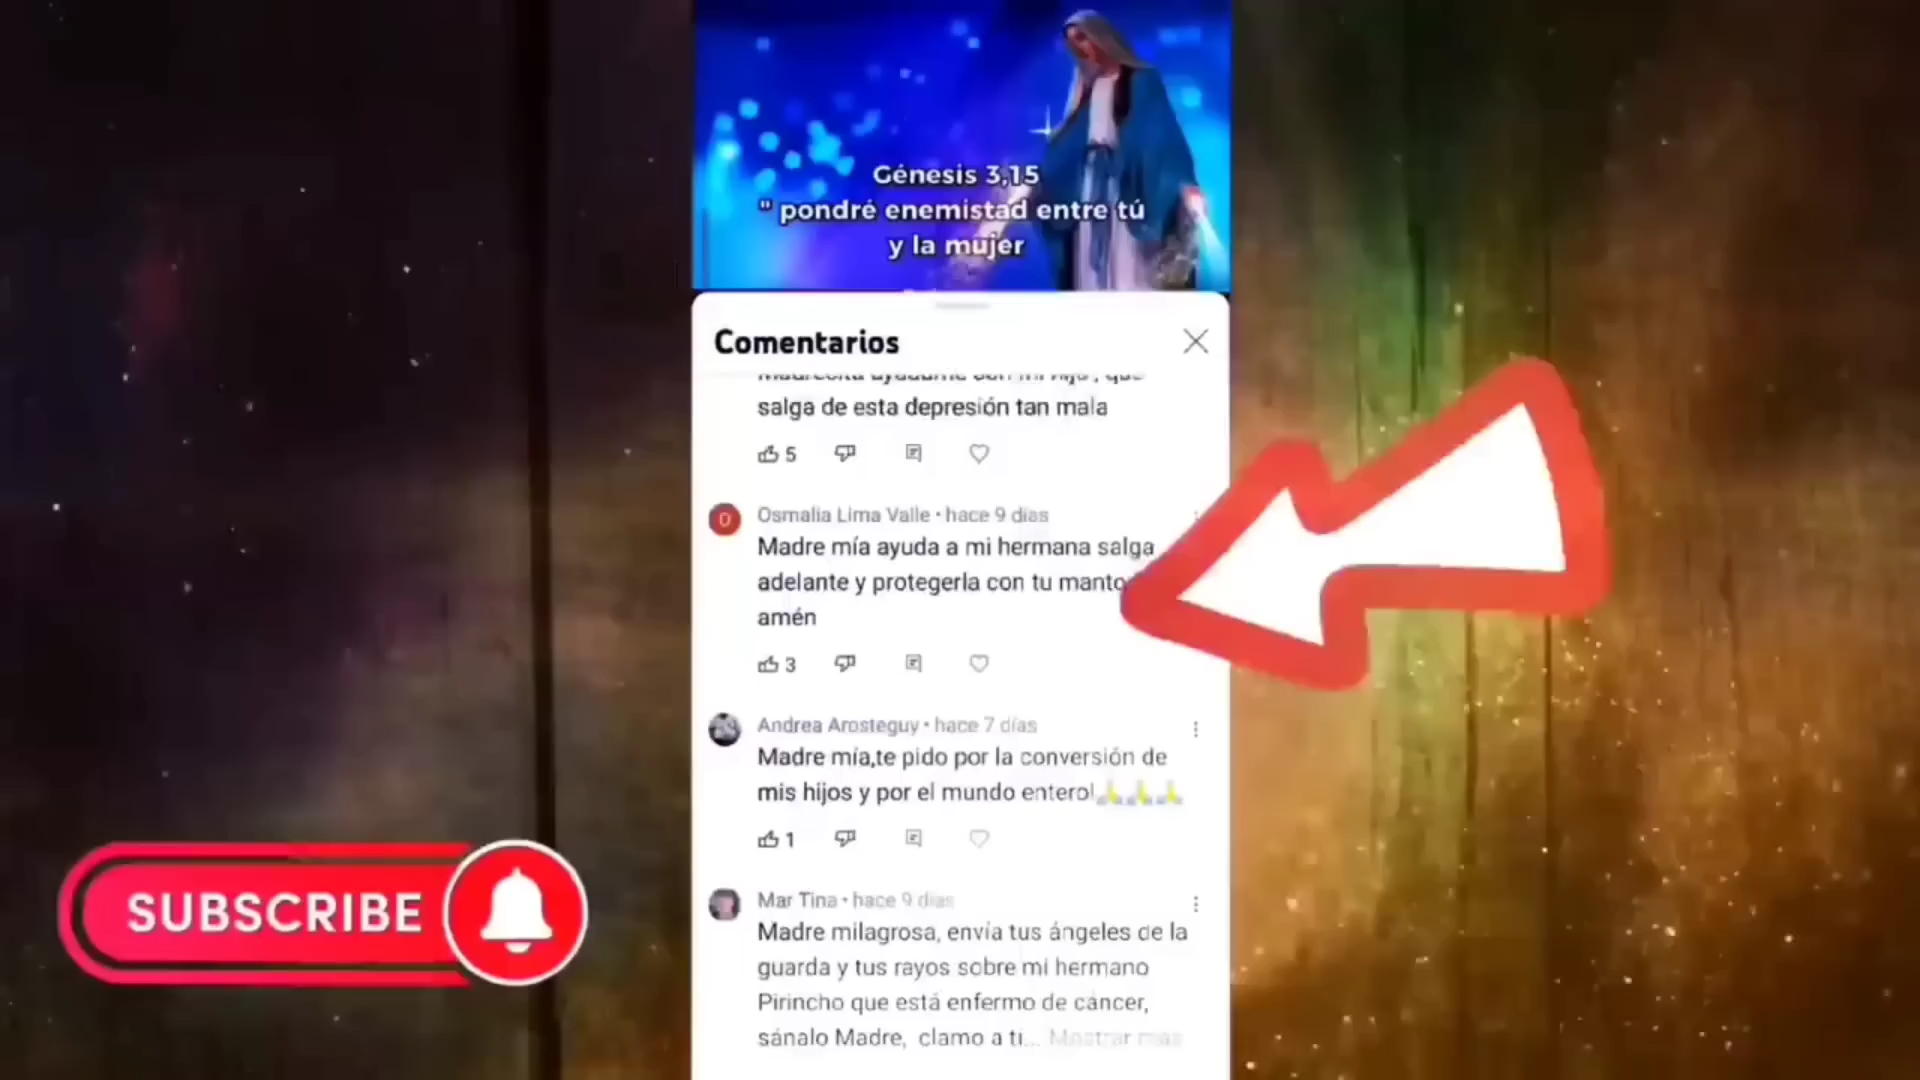 Génesis 3,15
" pondré enemistad entre tú
y la mujer
Comentarios
salga de esta depresión tan mala
5
O
Osmalia Lima Valle • hace 9 días
Madre mía ayuda a mi hermana salga
adelante y protegerla con tu manto
amén
3
Andrea Arosteguy • hace 7 días
Madre mía,te pido por la conversión de
mis hijos y por el mundo entero!
1
Mar Tina • hace 9 días
Madre milagrosa, envía tus ángeles de la
guarda y tus rayos sobre mi hermano
Pirincho que está enfermo de cáncer,
sánalo Madre, clamo a ti... Mostrar más
SUBSCRIBE